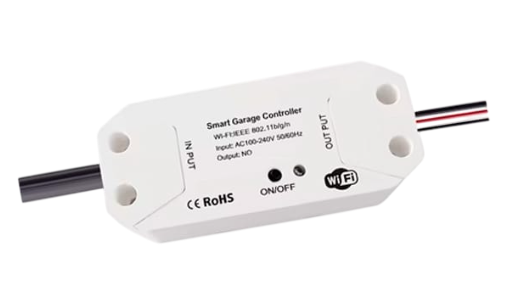 Smart Garage Controller
WI-FI:IEEE 802.11b/g/n
Input: AC100-240V 50/60Hz
Output: NO
IN PUT
OUT PUT
ON/OFF
CE RoHS
WiFi